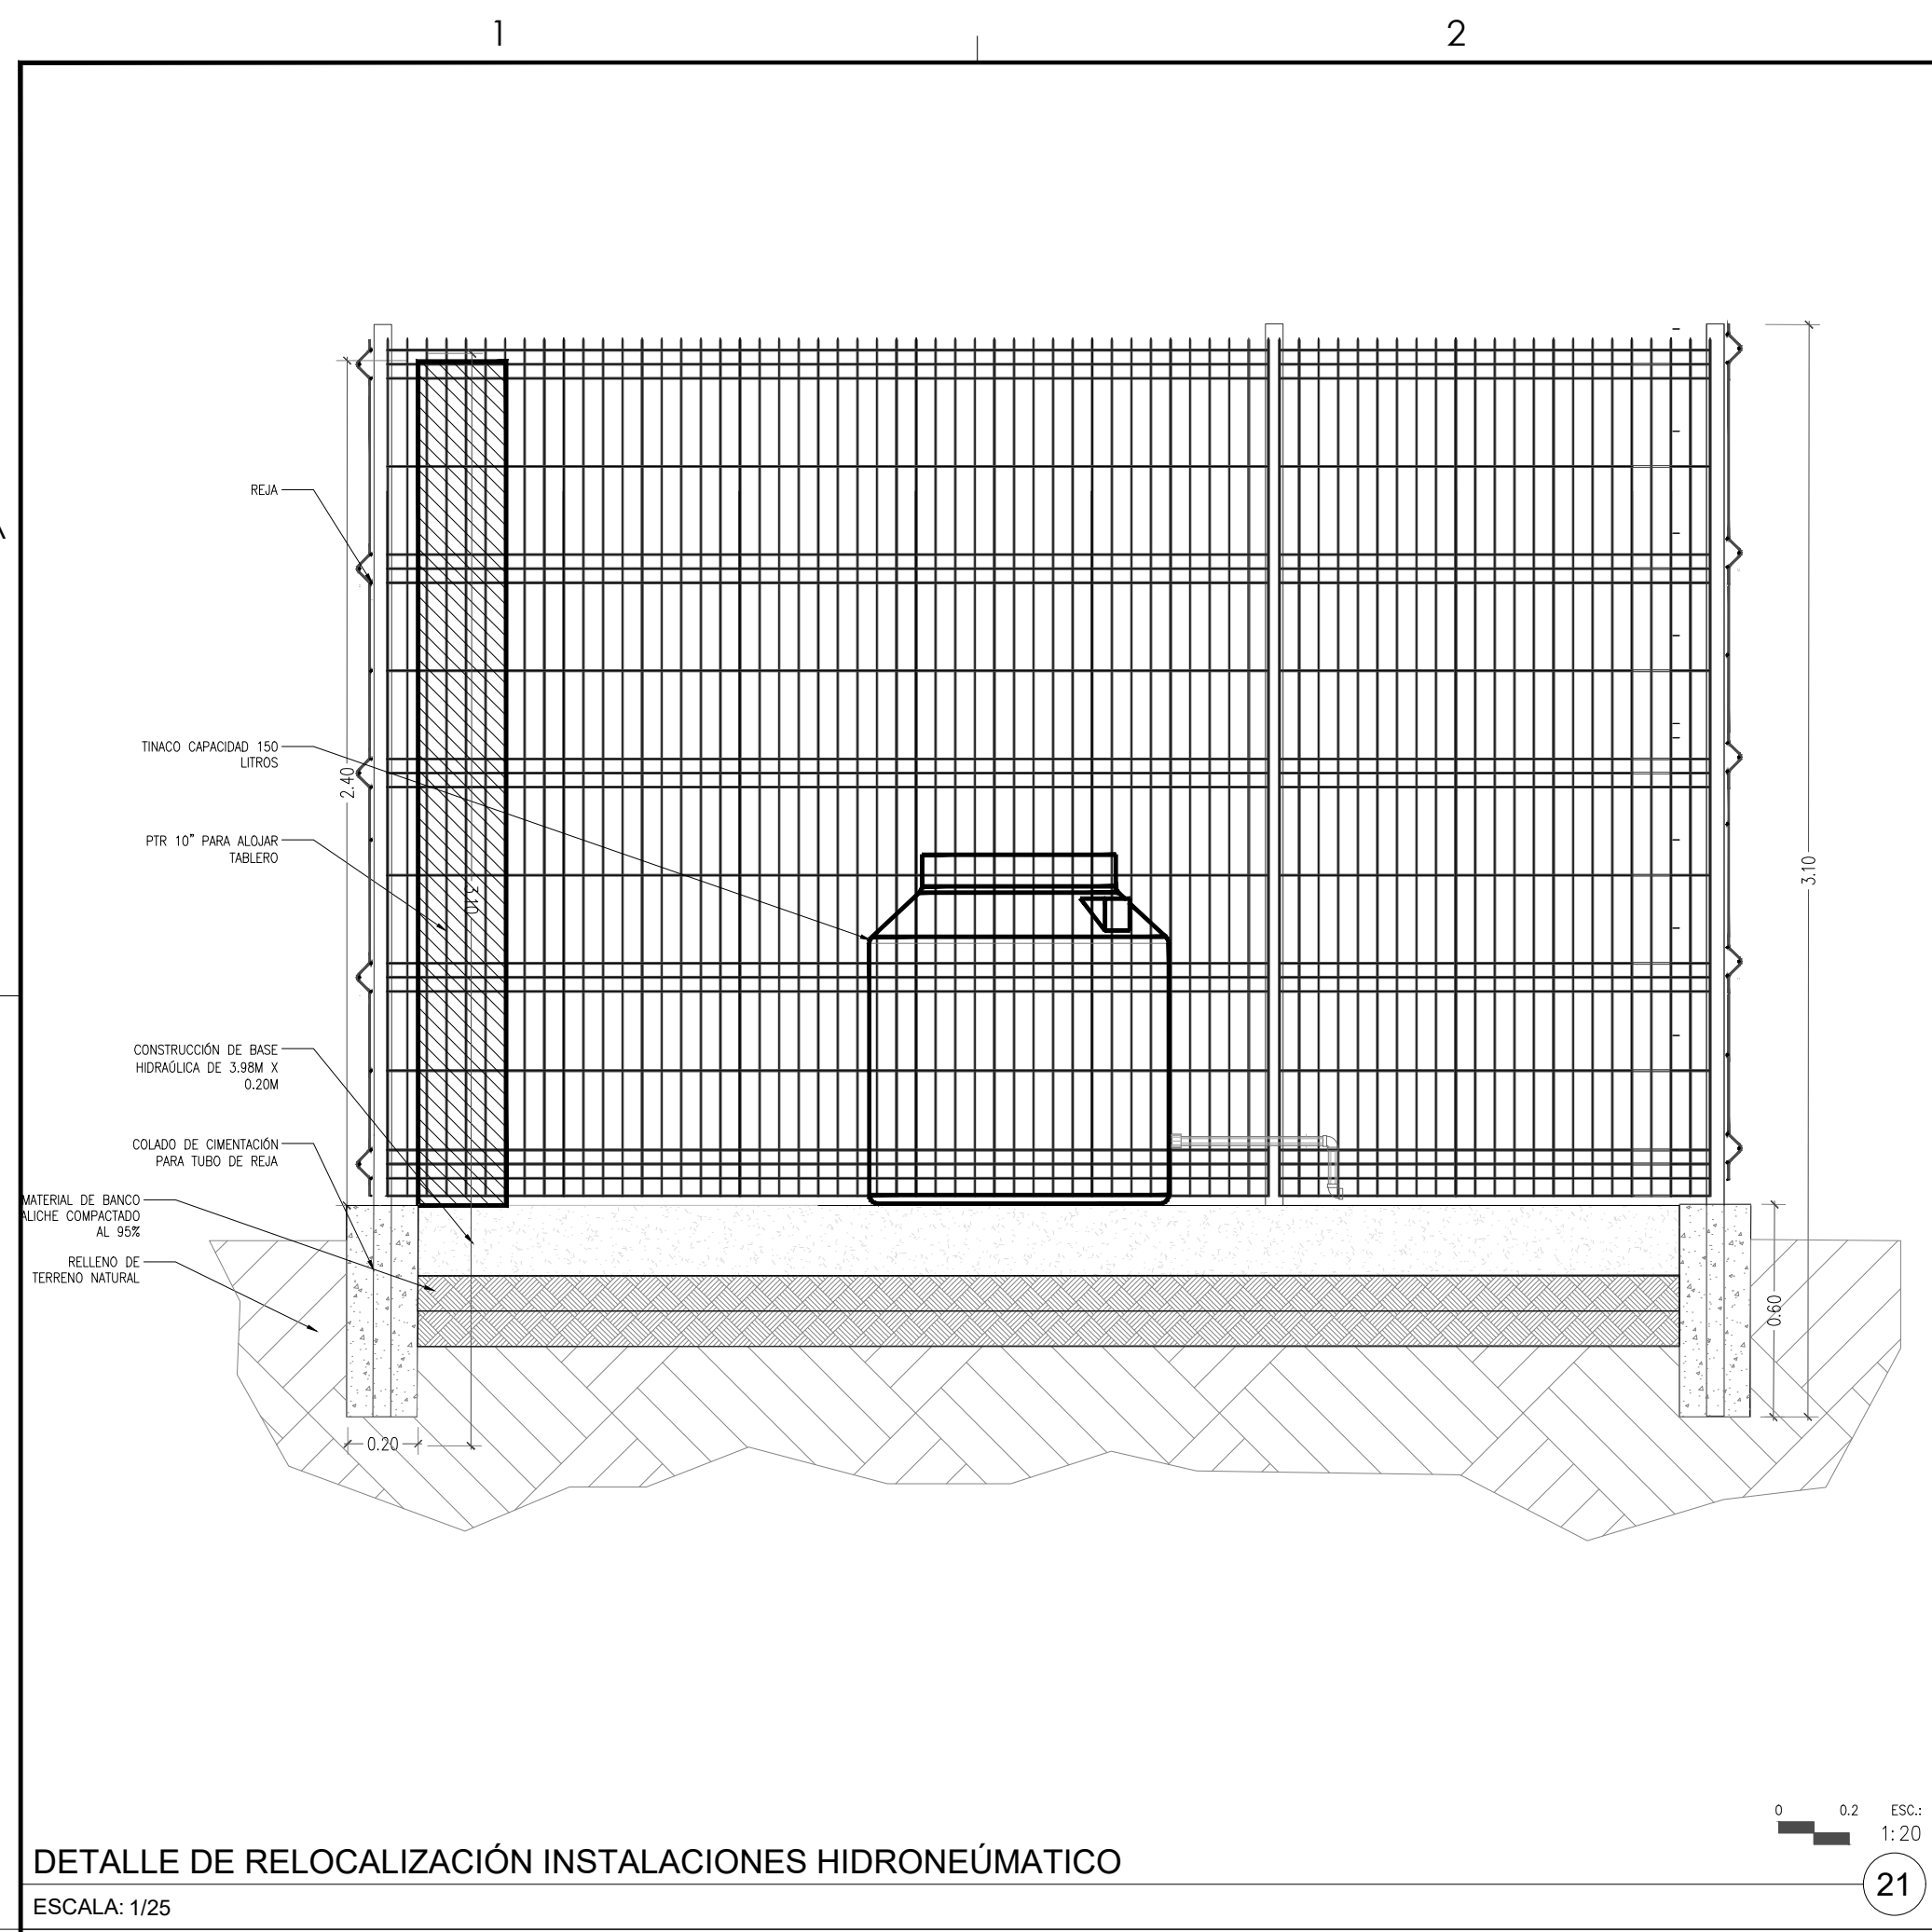 1
2
REJA
TINACO CAPACIDAD 150
LITROS
2.40
PTR 10" PARA ALOJAR
TABLERO
3.10
3.10
CONSTRUCCIÓN DE BASE
HIDRAÚLICA DE 3.98M X
0.20M
COLADO DE CIMENTACIÓN
PARA TUBO DE REJA
MATERIAL DE BANCO
ALICHE COMPACTADO
AL 95%
RELLENO DE
TERRENO NATURAL
0.60
0.20
0 0.2 ESC.:
1:20
DETALLE DE RELOCALIZACIÓN INSTALACIONES HIDRONEÚMATICO
21
ESCALA: 1/25